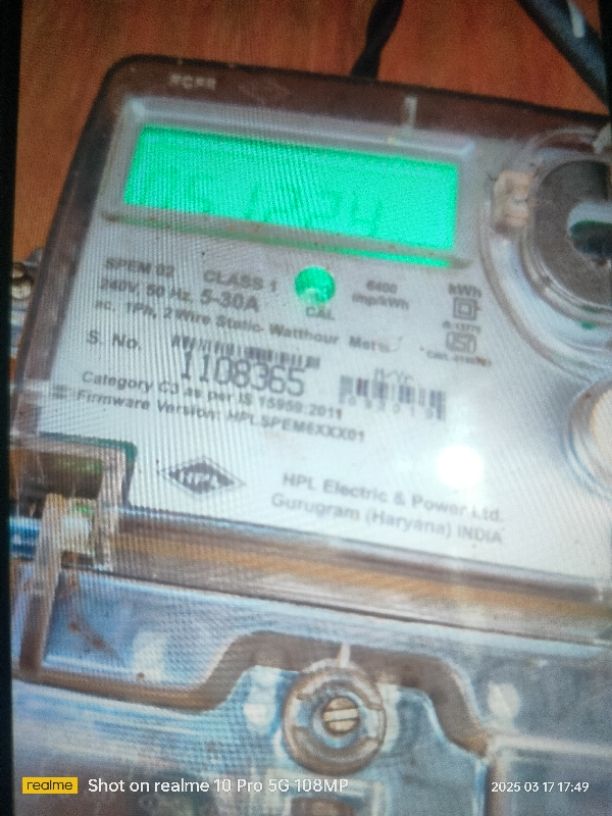 SPEM 02 CLASS 1 6400 kWh
240V, 50 Hz, 5-30A CAL imp/kWh
ac. 1Ph, 2 Wire Static Watthour Meter
S. No. 1108365
Category C3 as per IS 15959:2011
Firmware Version: HPLSPEM6XXX01
HPL
HPL Electric & Power Ltd.
Gurugram (Haryana) INDIA
realme Shot on realme 10 Pro 5G 108MP 2025 03 17 17:49